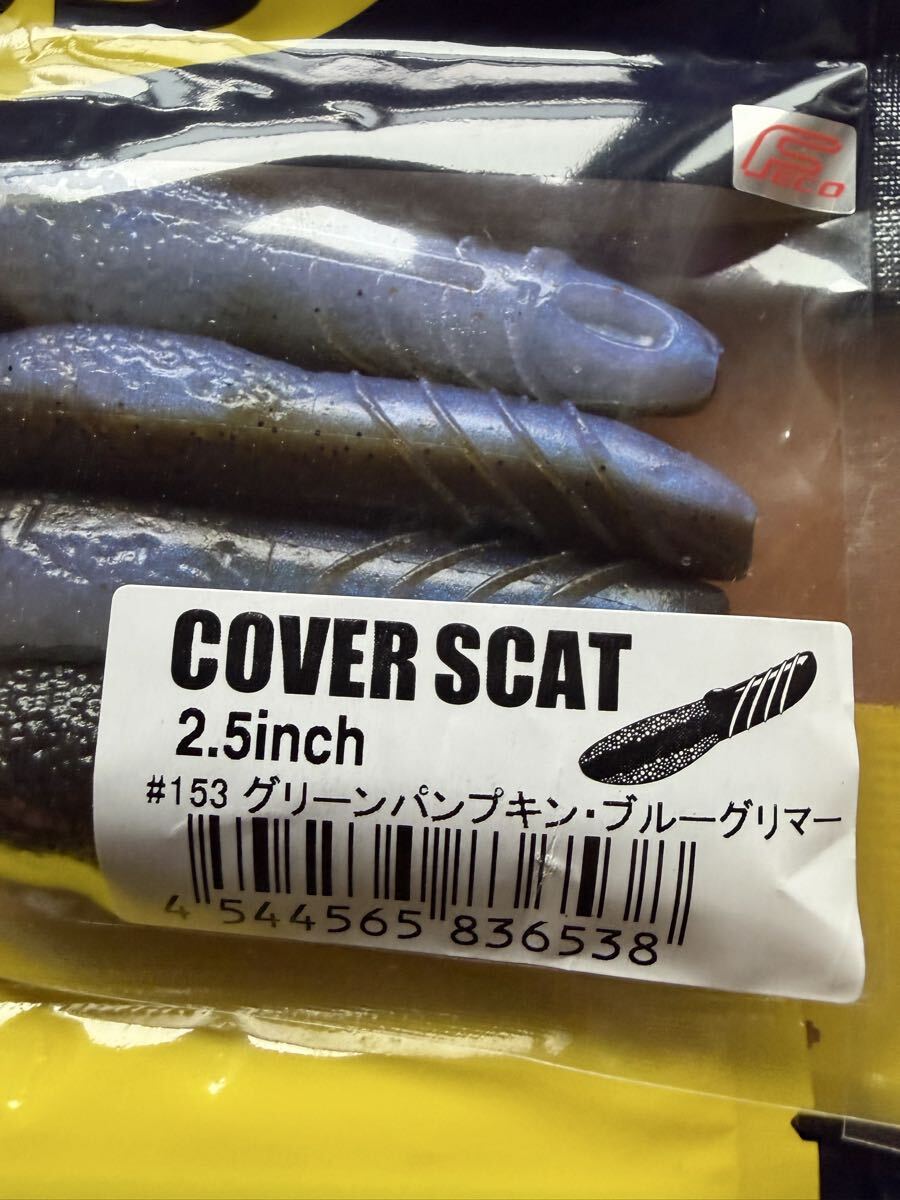 FECO
COVER SCAT
2.5inch
#153 グリーンパンプキン・ブルーグリマー
4 544565 836538